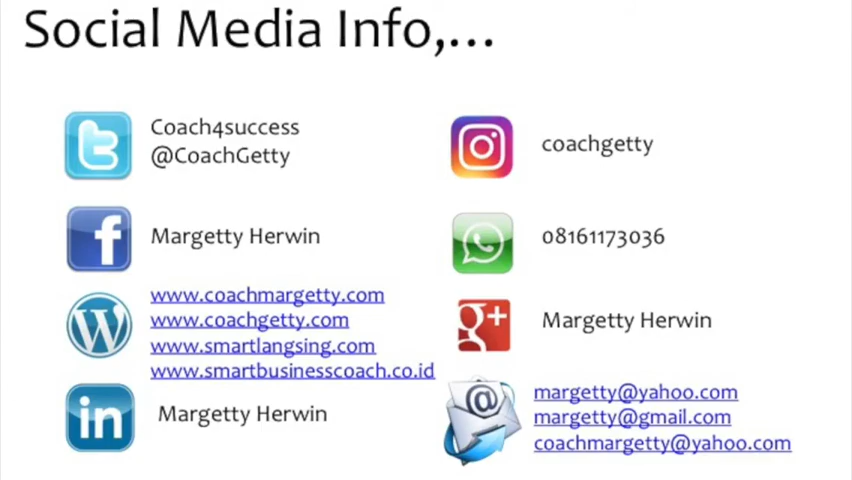 Social Media Info,...
Coach4success
@CoachGetty
Margetty Herwin
www.coachmargetty.com
www.coachgetty.com
www.smartlangsing.com
www.smartbusinesscoach.co.id
Margetty Herwin
coachgetty
08161173036
Margetty Herwin
margetty@yahoo.com
margetty@gmail.com
coachmargetty@yahoo.com